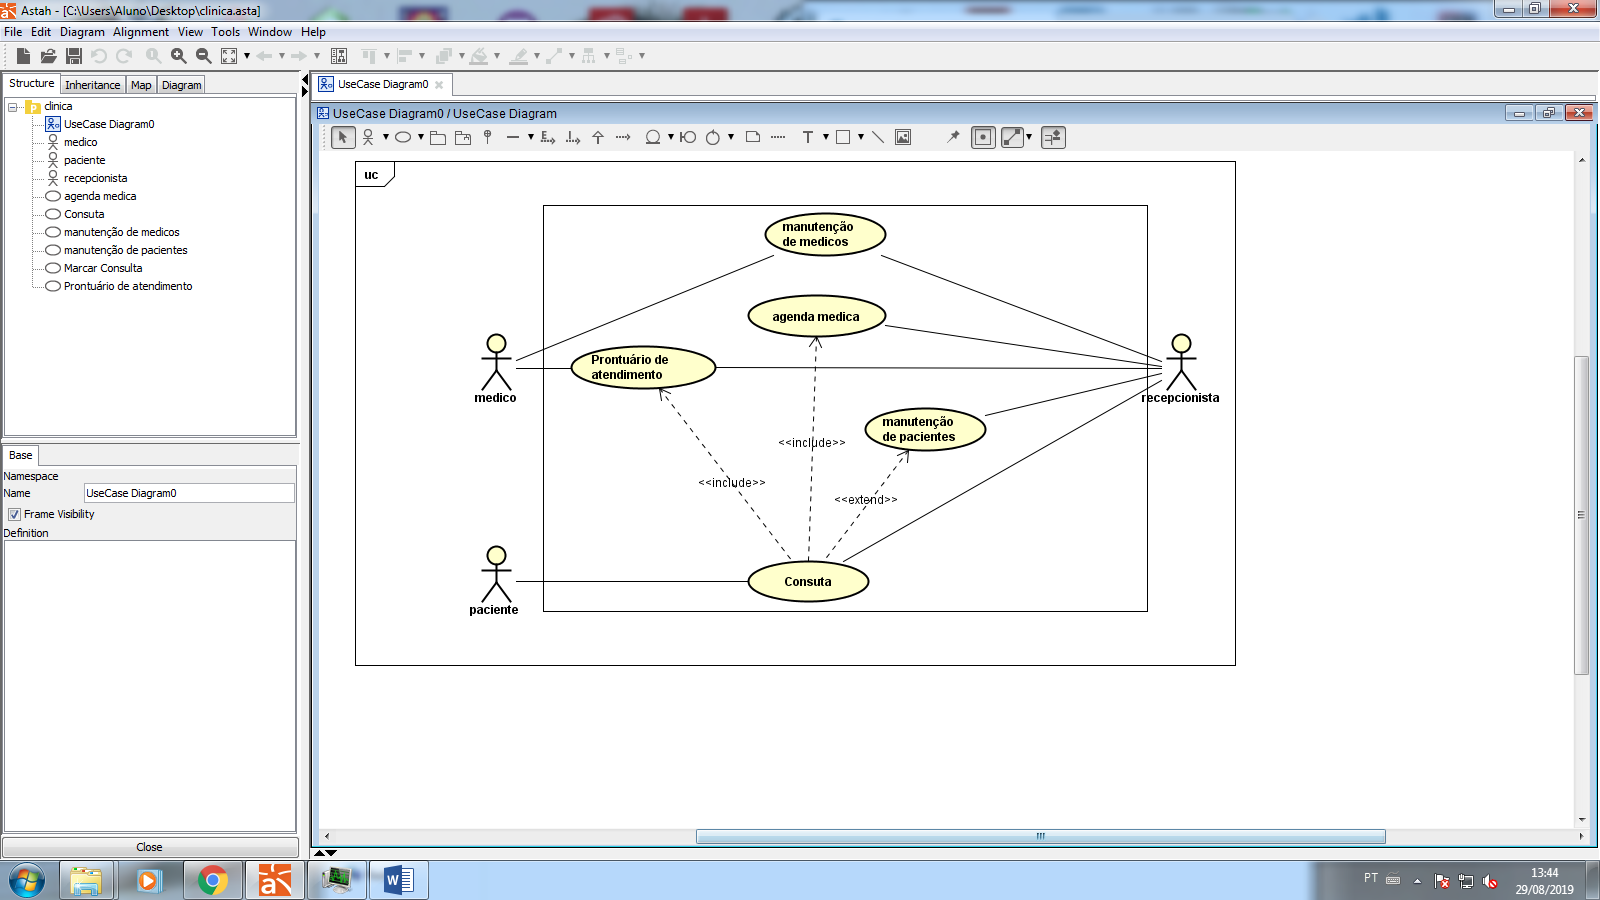 Astah - [C:\Users\Aluno\Desktop\clinica.asta]
File Edit Diagram Alignment View Tools Window Help
Structure Inheritance Map Diagram
clinica
UseCase Diagram0
medico
paciente
recepcionista
agenda medica
Consuta
manutenção de medicos
manutenção de pacientes
Marcar Consulta
Prontuário de atendimento
Base
Namespace
Name UseCase Diagram0
Frame Visibility
Definition
Close
UseCase Diagram0
UseCase Diagram0 / UseCase Diagram
uc
manutenção
de medicos
agenda medica
Prontuário de
atendimento
medico
recepcionista
manutenção
de pacientes
<<include>>
<<include>>
<<extend>>
Consuta
paciente
PT
13:44
29/08/2019